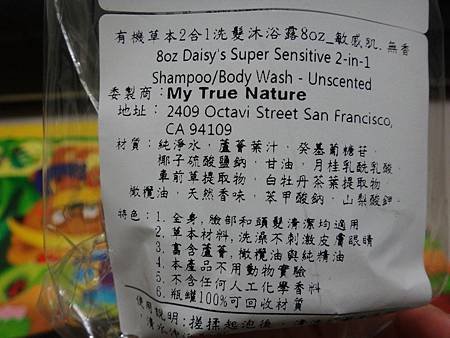 有機草本2合1洗髮沐浴露8oz_敏感肌.無香
8oz Daisy's Super Sensitive 2-in-1
Shampoo/Body Wash - Unscented
委製商：My True Nature
地址： 2409 Octavi Street San Francisco,
CA 94109
材質：純淨水，蘆薈葉汁，癸基葡糖苷，
椰子硫酸鹽鈉，甘油，月桂乳酰乳酸，
車前草提取物，白牡丹茶葉提取物，
橄欖油，天然香味，苯甲酸鈉，山梨酸鉀。
特色：1. 全身，臉部和頭髮清潔均適用
2. 草本材料，洗澡不刺激皮膚眼睛
3. 富含蘆薈，橄欖油與純精油
4. 本產品不用動物實驗
5. 不含任何人工化學香料
6. 瓶罐100%可回收材質
使用說明：搓揉起泡後，